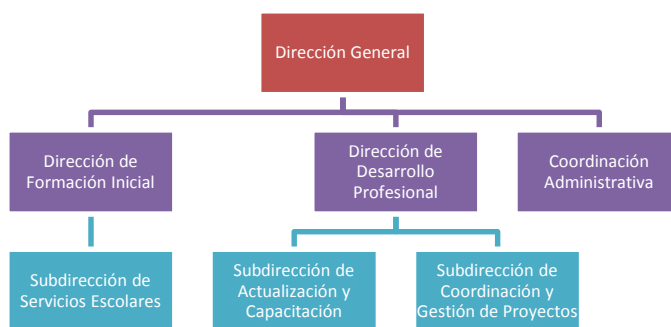 Dirección General
Dirección de
Formación Inicial
Dirección de
Desarrollo
Profesional
Coordinación
Administrativa
Subdirección de
Servicios Escolares
Subdirección de
Actualización y
Capacitación
Subdirección de
Coordinación y
Gestión de Proyectos